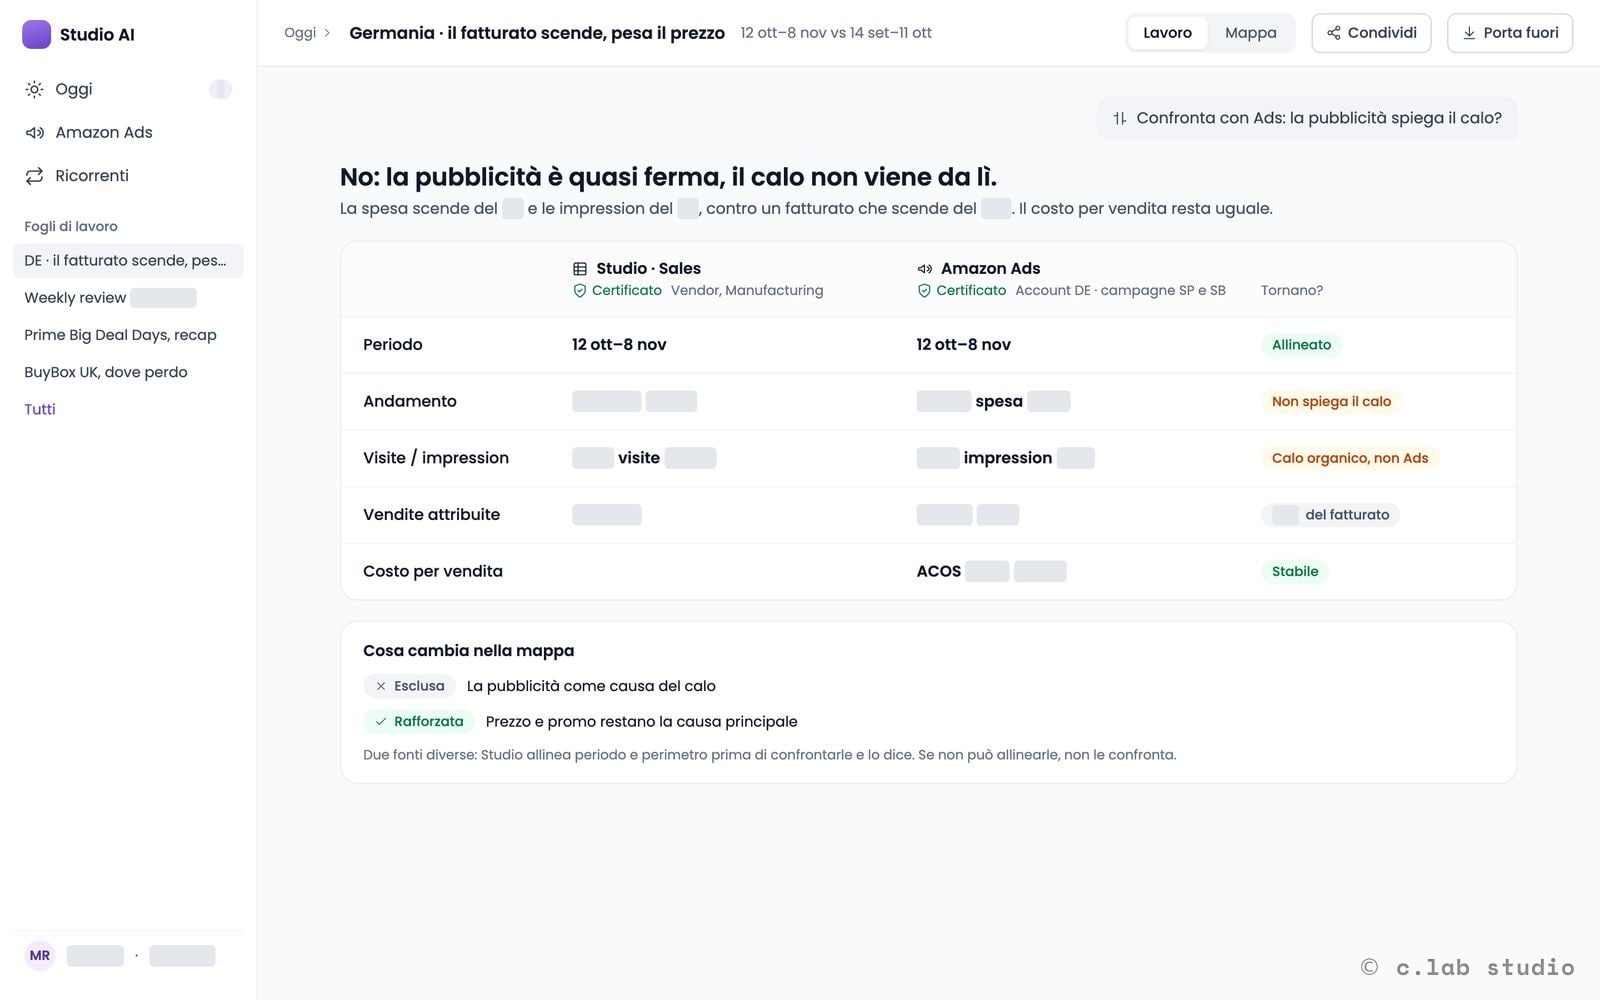 Studio AI
Oggi
Amazon Ads
Ricorrenti
Fogli di lavoro
DE · il fatturato scende, pes…
Weekly review
Prime Big Deal Days, recap
BuyBox UK, dove perdo
Tutti
MR ·
Oggi > Germania · il fatturato scende, pesa il prezzo 12 ott–8 nov vs 14 set–11 ott
Lavoro Mappa Condividi Porta fuori
Confronta con Ads: la pubblicità spiega il calo?
No: la pubblicità è quasi ferma, il calo non viene da lì.
La spesa scende del e le impression del , contro un fatturato che scende del . Il costo per vendita resta uguale.
Studio · Sales Amazon Ads
Certificato Vendor, Manufacturing Certificato Account DE · campagne SP e SB Tornano?
Periodo 12 ott–8 nov 12 ott–8 nov Allineato
Andamento spesa Non spiega il calo
Visite / impression visite impression Calo organico, non Ads
Vendite attribuite del fatturato
Costo per vendita ACOS Stabile
Cosa cambia nella mappa
Esclusa La pubblicità come causa del calo
Rafforzata Prezzo e promo restano la causa principale
Due fonti diverse: Studio allinea periodo e perimetro prima di confrontarle e lo dice. Se non può allinearle, non le confronta.
© c.lab studio